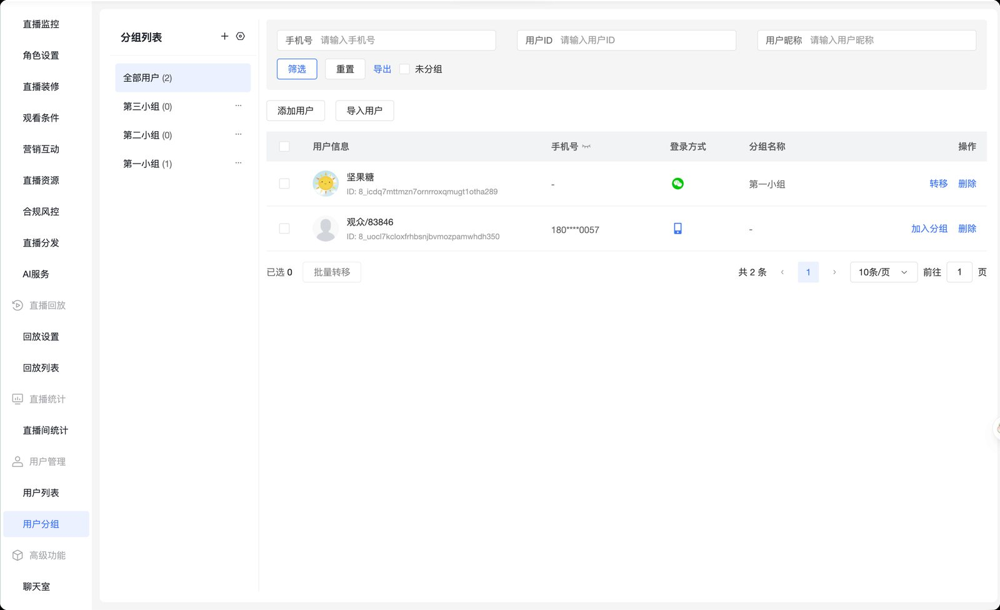 直播监控
角色设置
直播装修
观看条件
营销互动
直播资源
合规风控
直播分发
AI服务
直播回放
回放设置
回放列表
直播统计
直播间统计
用户管理
用户列表
用户分组
高级功能
聊天室
分组列表
全部用户 (2)
第三小组 (0) ···
第二小组 (0) ···
第一小组 (1) ···
手机号 请输入手机号 用户ID 请输入用户ID 用户昵称 请输入用户昵称
筛选 重置 导出 未分组
添加用户 导入用户
用户信息 手机号 登录方式 分组名称 操作
坚果糖
ID: 8_icdq7mttmzn7ornrroxqmugt1otha289
- 第一小组 转移 删除
观众/83846
ID: 8_uocl7kcloxfrhbsnjbvmozpamwhdh350
180****0057 - 加入分组 删除
已选 0 批量转移 共 2 条 ‹ 1 › 10条/页 前往 1 页